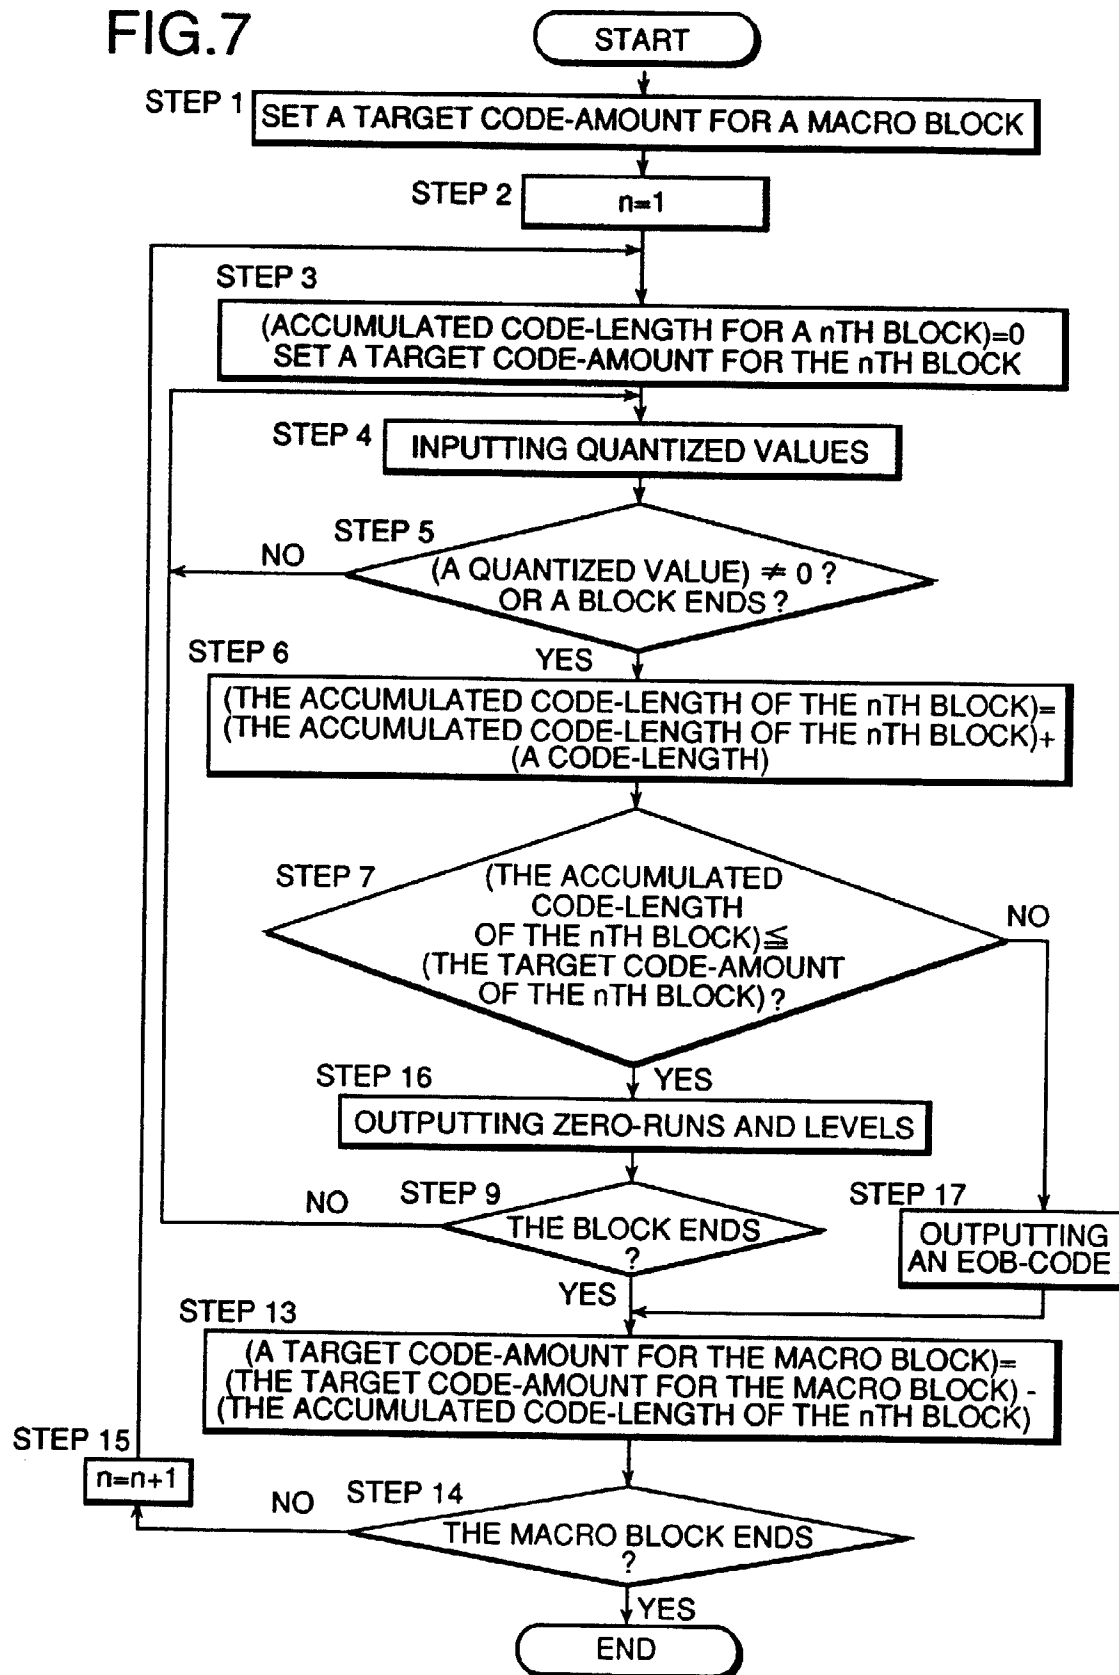 FIG.7
START
STEP 1
SET A TARGET CODE-AMOUNT FOR A MACRO BLOCK
STEP 2
n=1
STEP 3
(ACCUMULATED CODE-LENGTH FOR A nTH BLOCK)=0
SET A TARGET CODE-AMOUNT FOR THE nTH BLOCK
STEP 4
INPUTTING QUANTIZED VALUES
STEP 5
NO
(A QUANTIZED VALUE) ≠ 0 ?
OR A BLOCK ENDS ?
YES
STEP 6
(THE ACCUMULATED CODE-LENGTH OF THE nTH BLOCK)=
(THE ACCUMULATED CODE-LENGTH OF THE nTH BLOCK)+
(A CODE-LENGTH)
STEP 7
(THE ACCUMULATED
CODE-LENGTH
OF THE nTH BLOCK)≦
(THE TARGET CODE-AMOUNT
OF THE nTH BLOCK) ?
NO
YES
STEP 16
OUTPUTTING ZERO-RUNS AND LEVELS
STEP 9
NO
THE BLOCK ENDS
?
YES
STEP 17
OUTPUTTING
AN EOB-CODE
STEP 13
(A TARGET CODE-AMOUNT FOR THE MACRO BLOCK)=
(THE TARGET CODE-AMOUNT FOR THE MACRO BLOCK) -
(THE ACCUMULATED CODE-LENGTH OF THE nTH BLOCK)
STEP 15
n=n+1
NO
STEP 14
THE MACRO BLOCK ENDS
?
YES
END